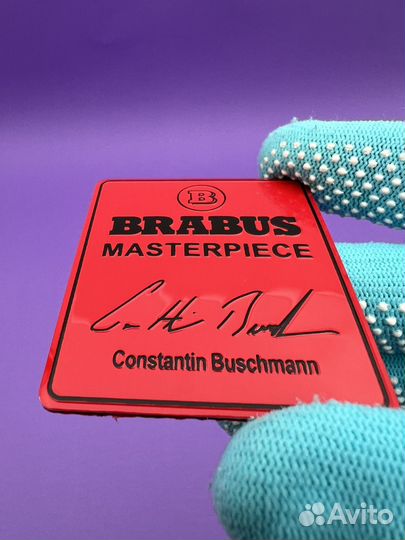 B
BRABUS
MASTERPIECE
Constantin Buschmann
Avito